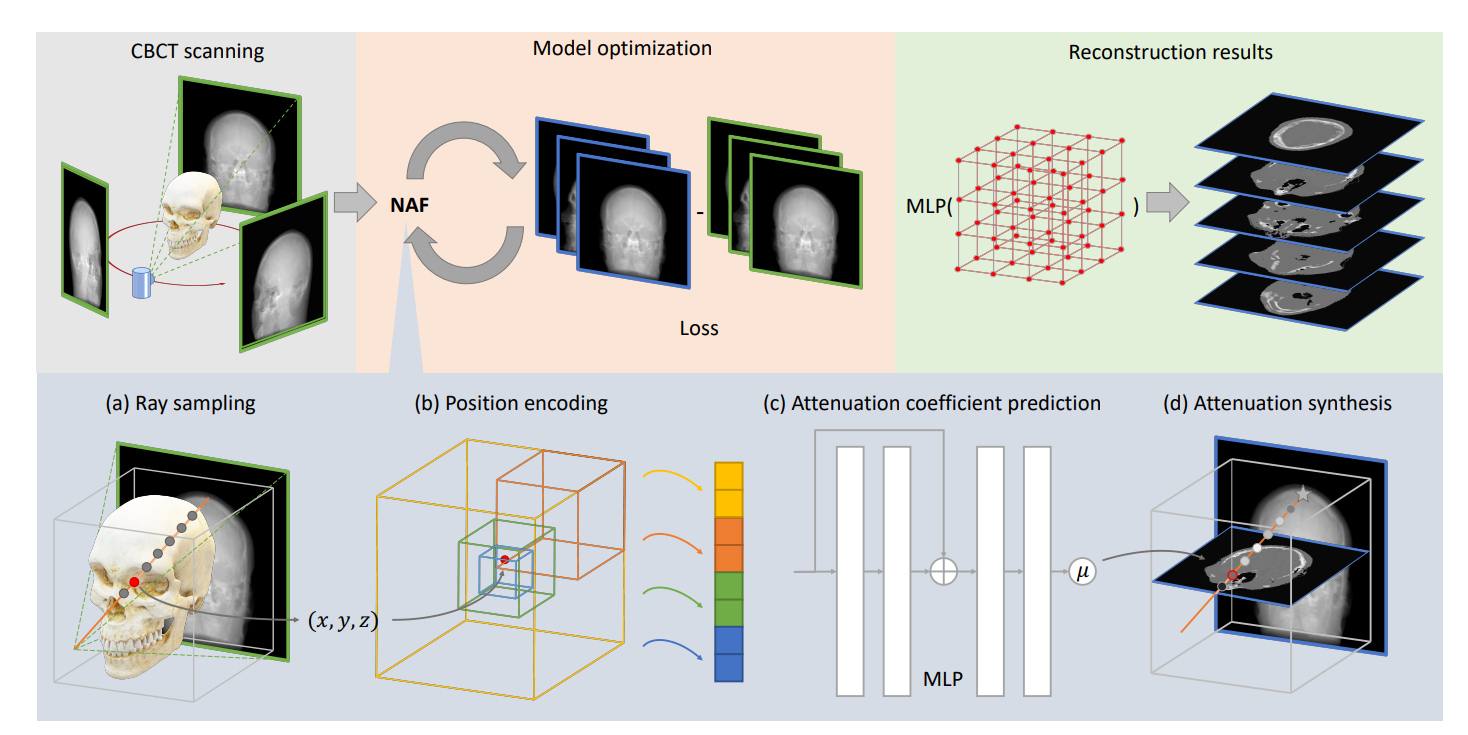 CBCT scanning
Model optimization
Reconstruction results
NAF
-
MLP( )
Loss
(a) Ray sampling
(b) Position encoding
(c) Attenuation coefficient prediction
(d) Attenuation synthesis
(x, y, z)
μ
MLP